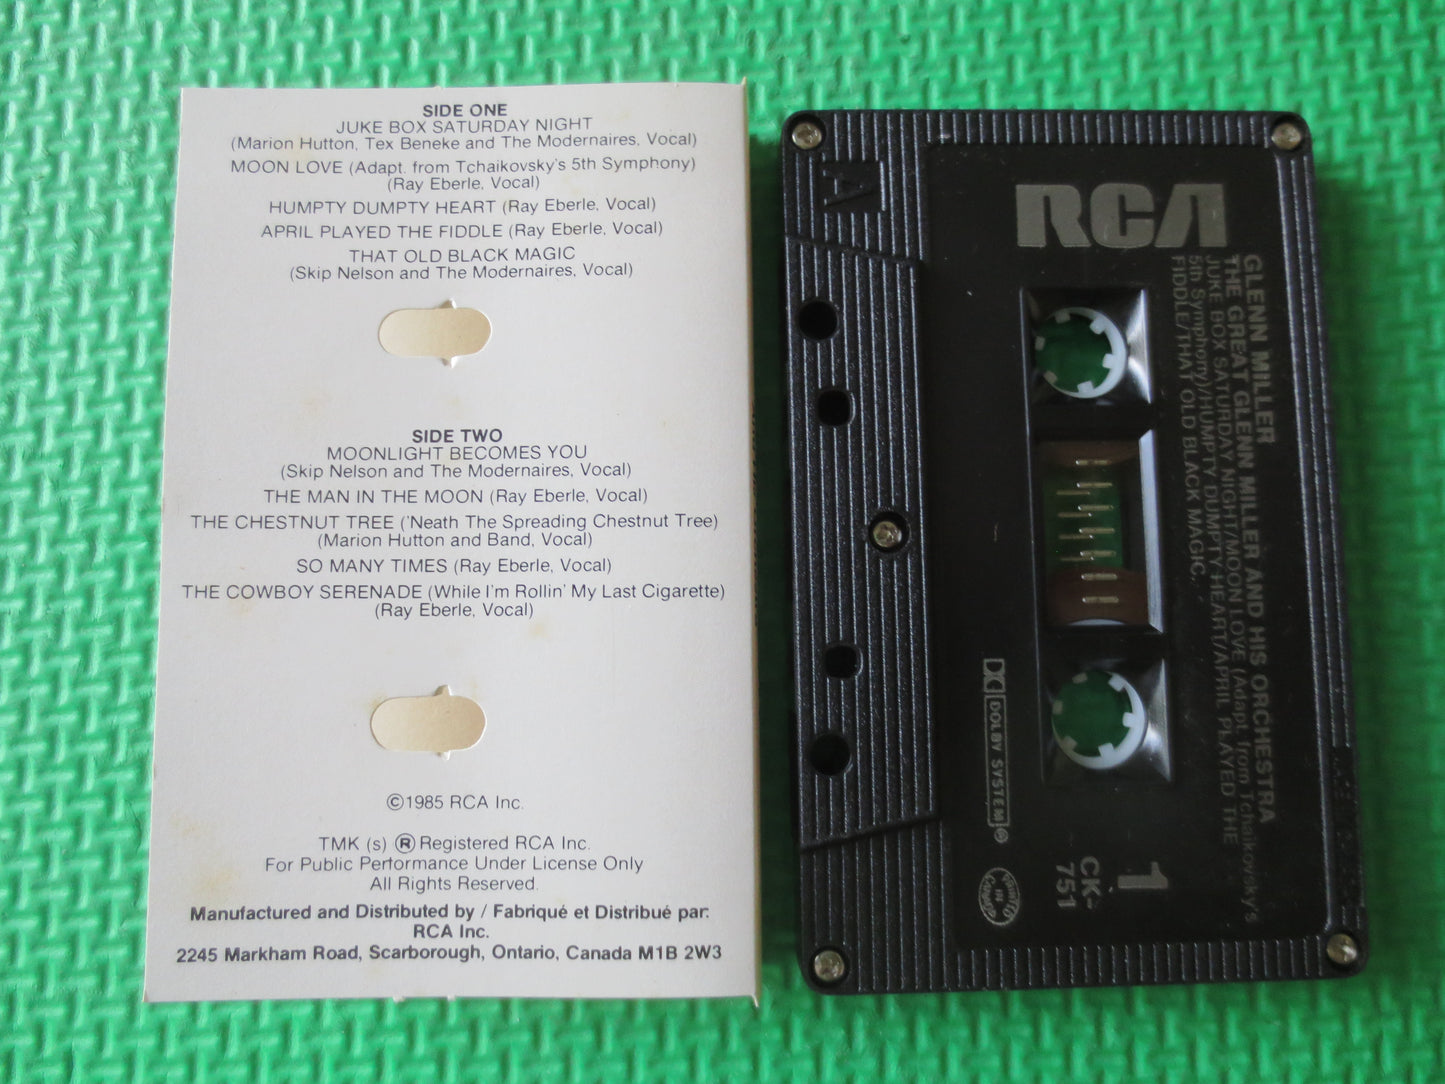 SIDE ONE
JUKE BOX SATURDAY NIGHT
(Marion Hutton, Tex Beneke and The Modernaires, Vocal)
MOON LOVE (Adapt. from Tchaikovsky's 5th Symphony)
(Ray Eberle, Vocal)
HUMPTY DUMPTY HEART (Ray Eberle, Vocal)
APRIL PLAYED THE FIDDLE (Ray Eberle, Vocal)
THAT OLD BLACK MAGIC
(Skip Nelson and The Modernaires, Vocal)
SIDE TWO
MOONLIGHT BECOMES YOU
(Skip Nelson and The Modernaires, Vocal)
THE MAN IN THE MOON (Ray Eberle, Vocal)
THE CHESTNUT TREE ('Neath The Spreading Chestnut Tree)
(Marion Hutton and Band, Vocal)
SO MANY TIMES (Ray Eberle, Vocal)
THE COWBOY SERENADE (While I'm Rollin' My Last Cigarette)
(Ray Eberle, Vocal)
©1985 RCA Inc.
TMK (s) ® Registered RCA Inc.
For Public Performance Under License Only
All Rights Reserved.
Manufactured and Distributed by / Fabriqué et Distribué par:
RCA Inc.
2245 Markham Road, Scarborough, Ontario, Canada M1B 2W3
A
RCA
GLENN MILLER
THE GREAT GLENN MILLER AND HIS ORCHESTRA
JUKE BOX SATURDAY NIGHT/MOON LOVE (Adapt. from Tchaikovsky's
5th Symphony)/HUMPTY DUMPTY HEART/APRIL PLAYED THE
FIDDLE/THAT OLD BLACK MAGIC.
DOLBY SYSTEM®
1
CK-
751
PRINTED
IN
CANADA